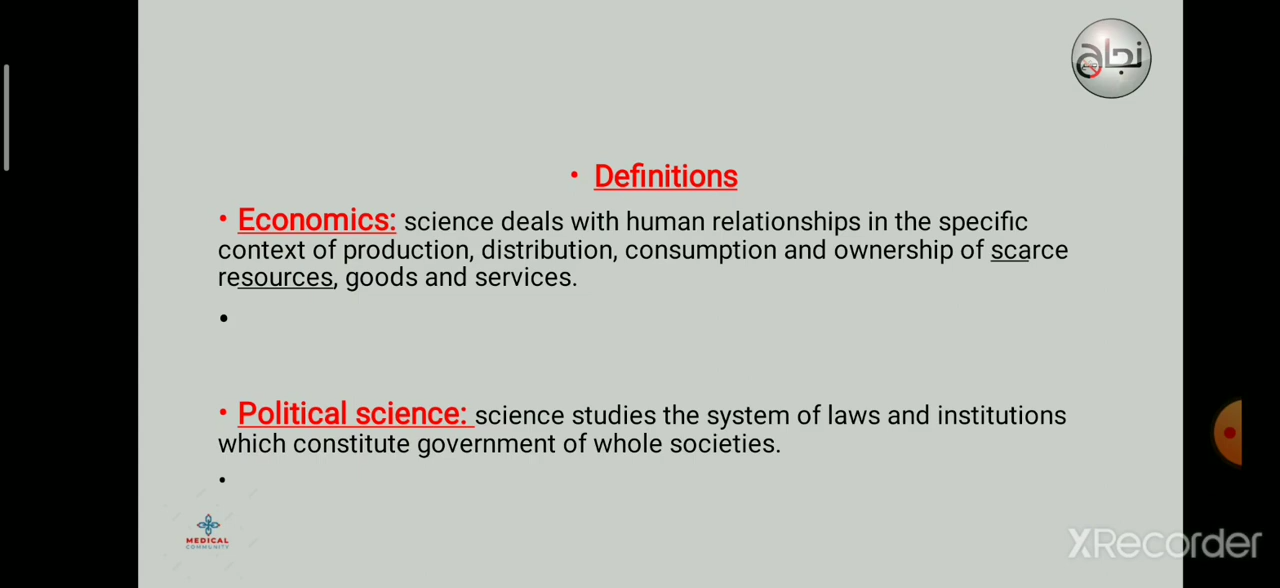 نجاح
• Definitions
• Economics: science deals with human relationships in the specific
context of production, distribution, consumption and ownership of scarce
resources, goods and services.
•
• Political science: science studies the system of laws and institutions
which constitute government of whole societies.
•
MEDICAL
COMMUNITY
XRecorder